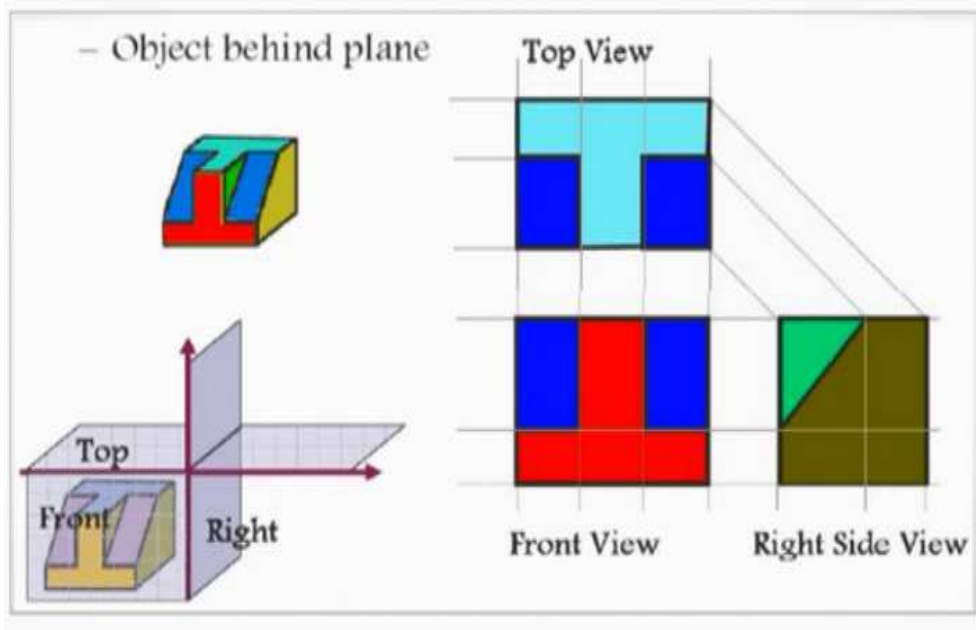 – Object behind plane
Top View
Top
Front
Right
Front View
Right Side View